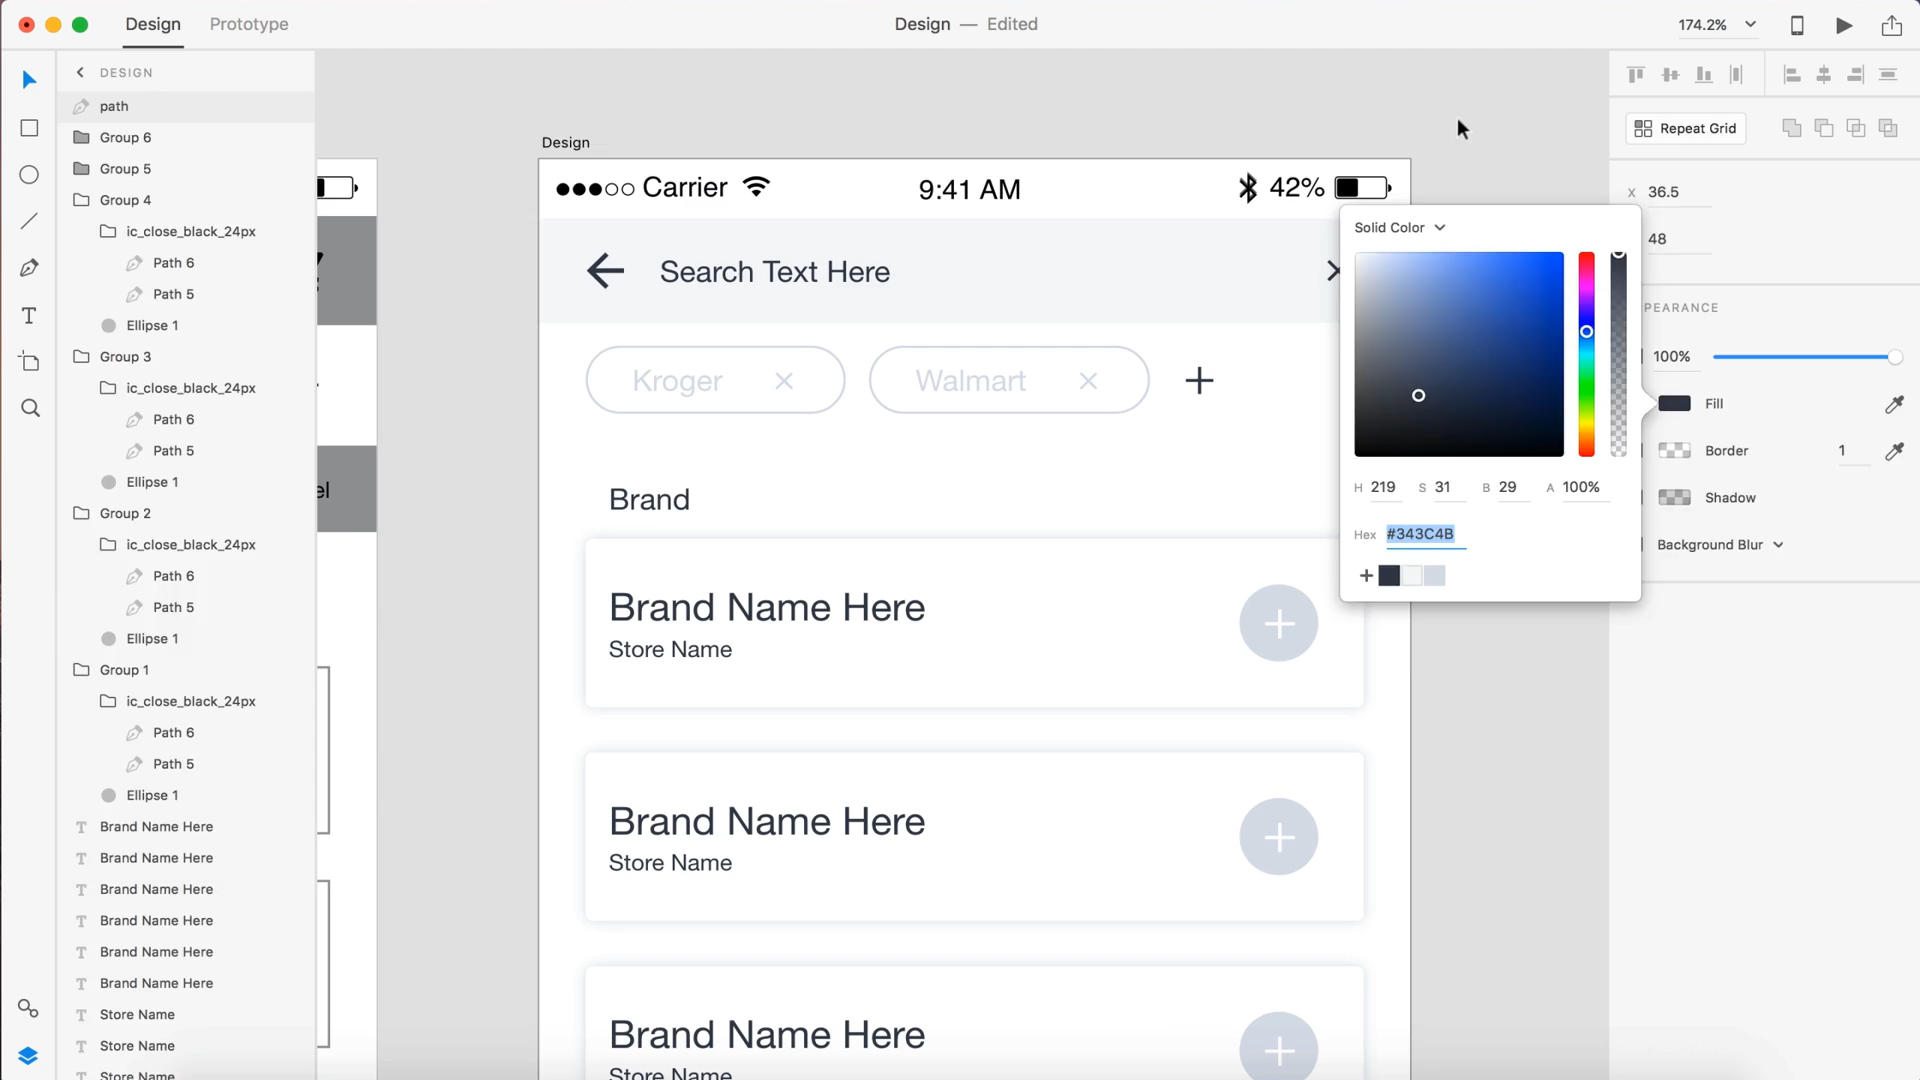 Design
Prototype
Design — Edited
174.2%
DESIGN
path
Group 6
Group 5
Group 4
ic_close_black_24px
Path 6
Path 5
Ellipse 1
Group 3
ic_close_black_24px
Path 6
Path 5
Ellipse 1
Group 2
ic_close_black_24px
Path 6
Path 5
Ellipse 1
Group 1
ic_close_black_24px
Path 6
Path 5
Ellipse 1
Brand Name Here
Brand Name Here
Brand Name Here
Brand Name Here
Brand Name Here
Brand Name Here
Store Name
Store Name
Store Name
el
Design
Carrier
9:41 AM
42%
Search Text Here
Kroger
Walmart
Brand
Brand Name Here
Store Name
Brand Name Here
Store Name
Brand Name Here
Store Name
Solid Color
H 219 S 31 B 29 A 100%
Hex #343C4B
Repeat Grid
X 36.5
48
PEARANCE
100%
Fill
Border 1
Shadow
Background Blur